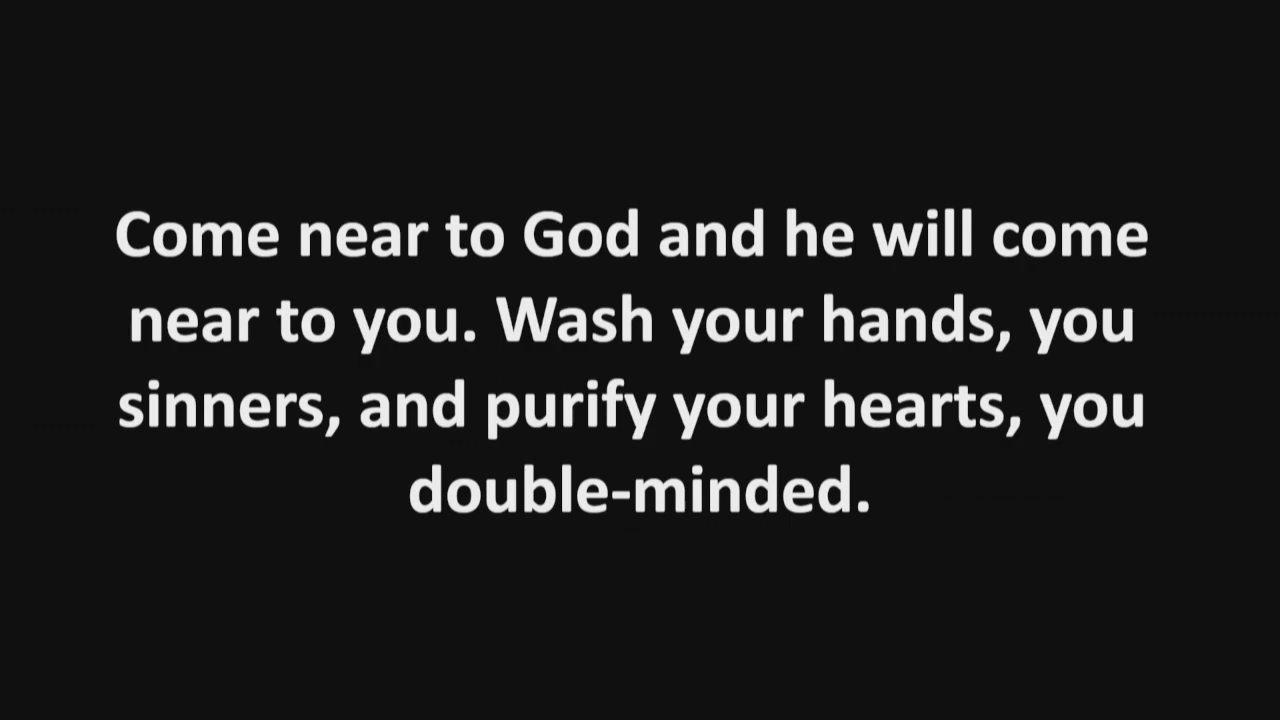 Come near to God and he will come
near to you. Wash your hands, you
sinners, and purify your hearts, you
double-minded.